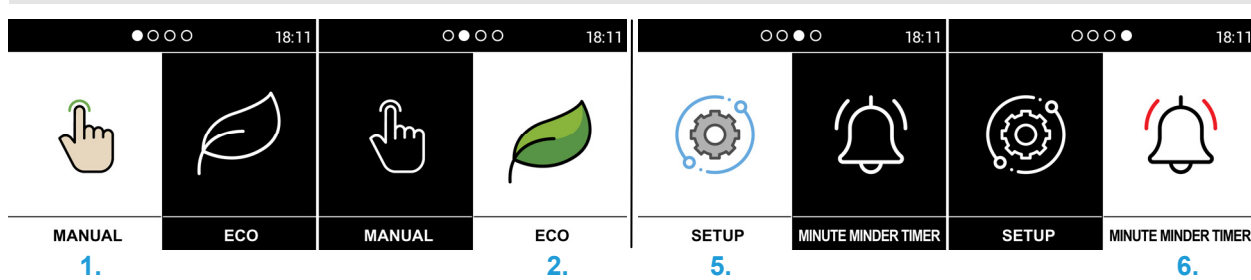 18:11 18:11 18:11 18:11
MANUAL ECO MANUAL ECO SETUP MINUTE MINDER TIMER SETUP MINUTE MINDER TIMER
1. 2. 5. 6.